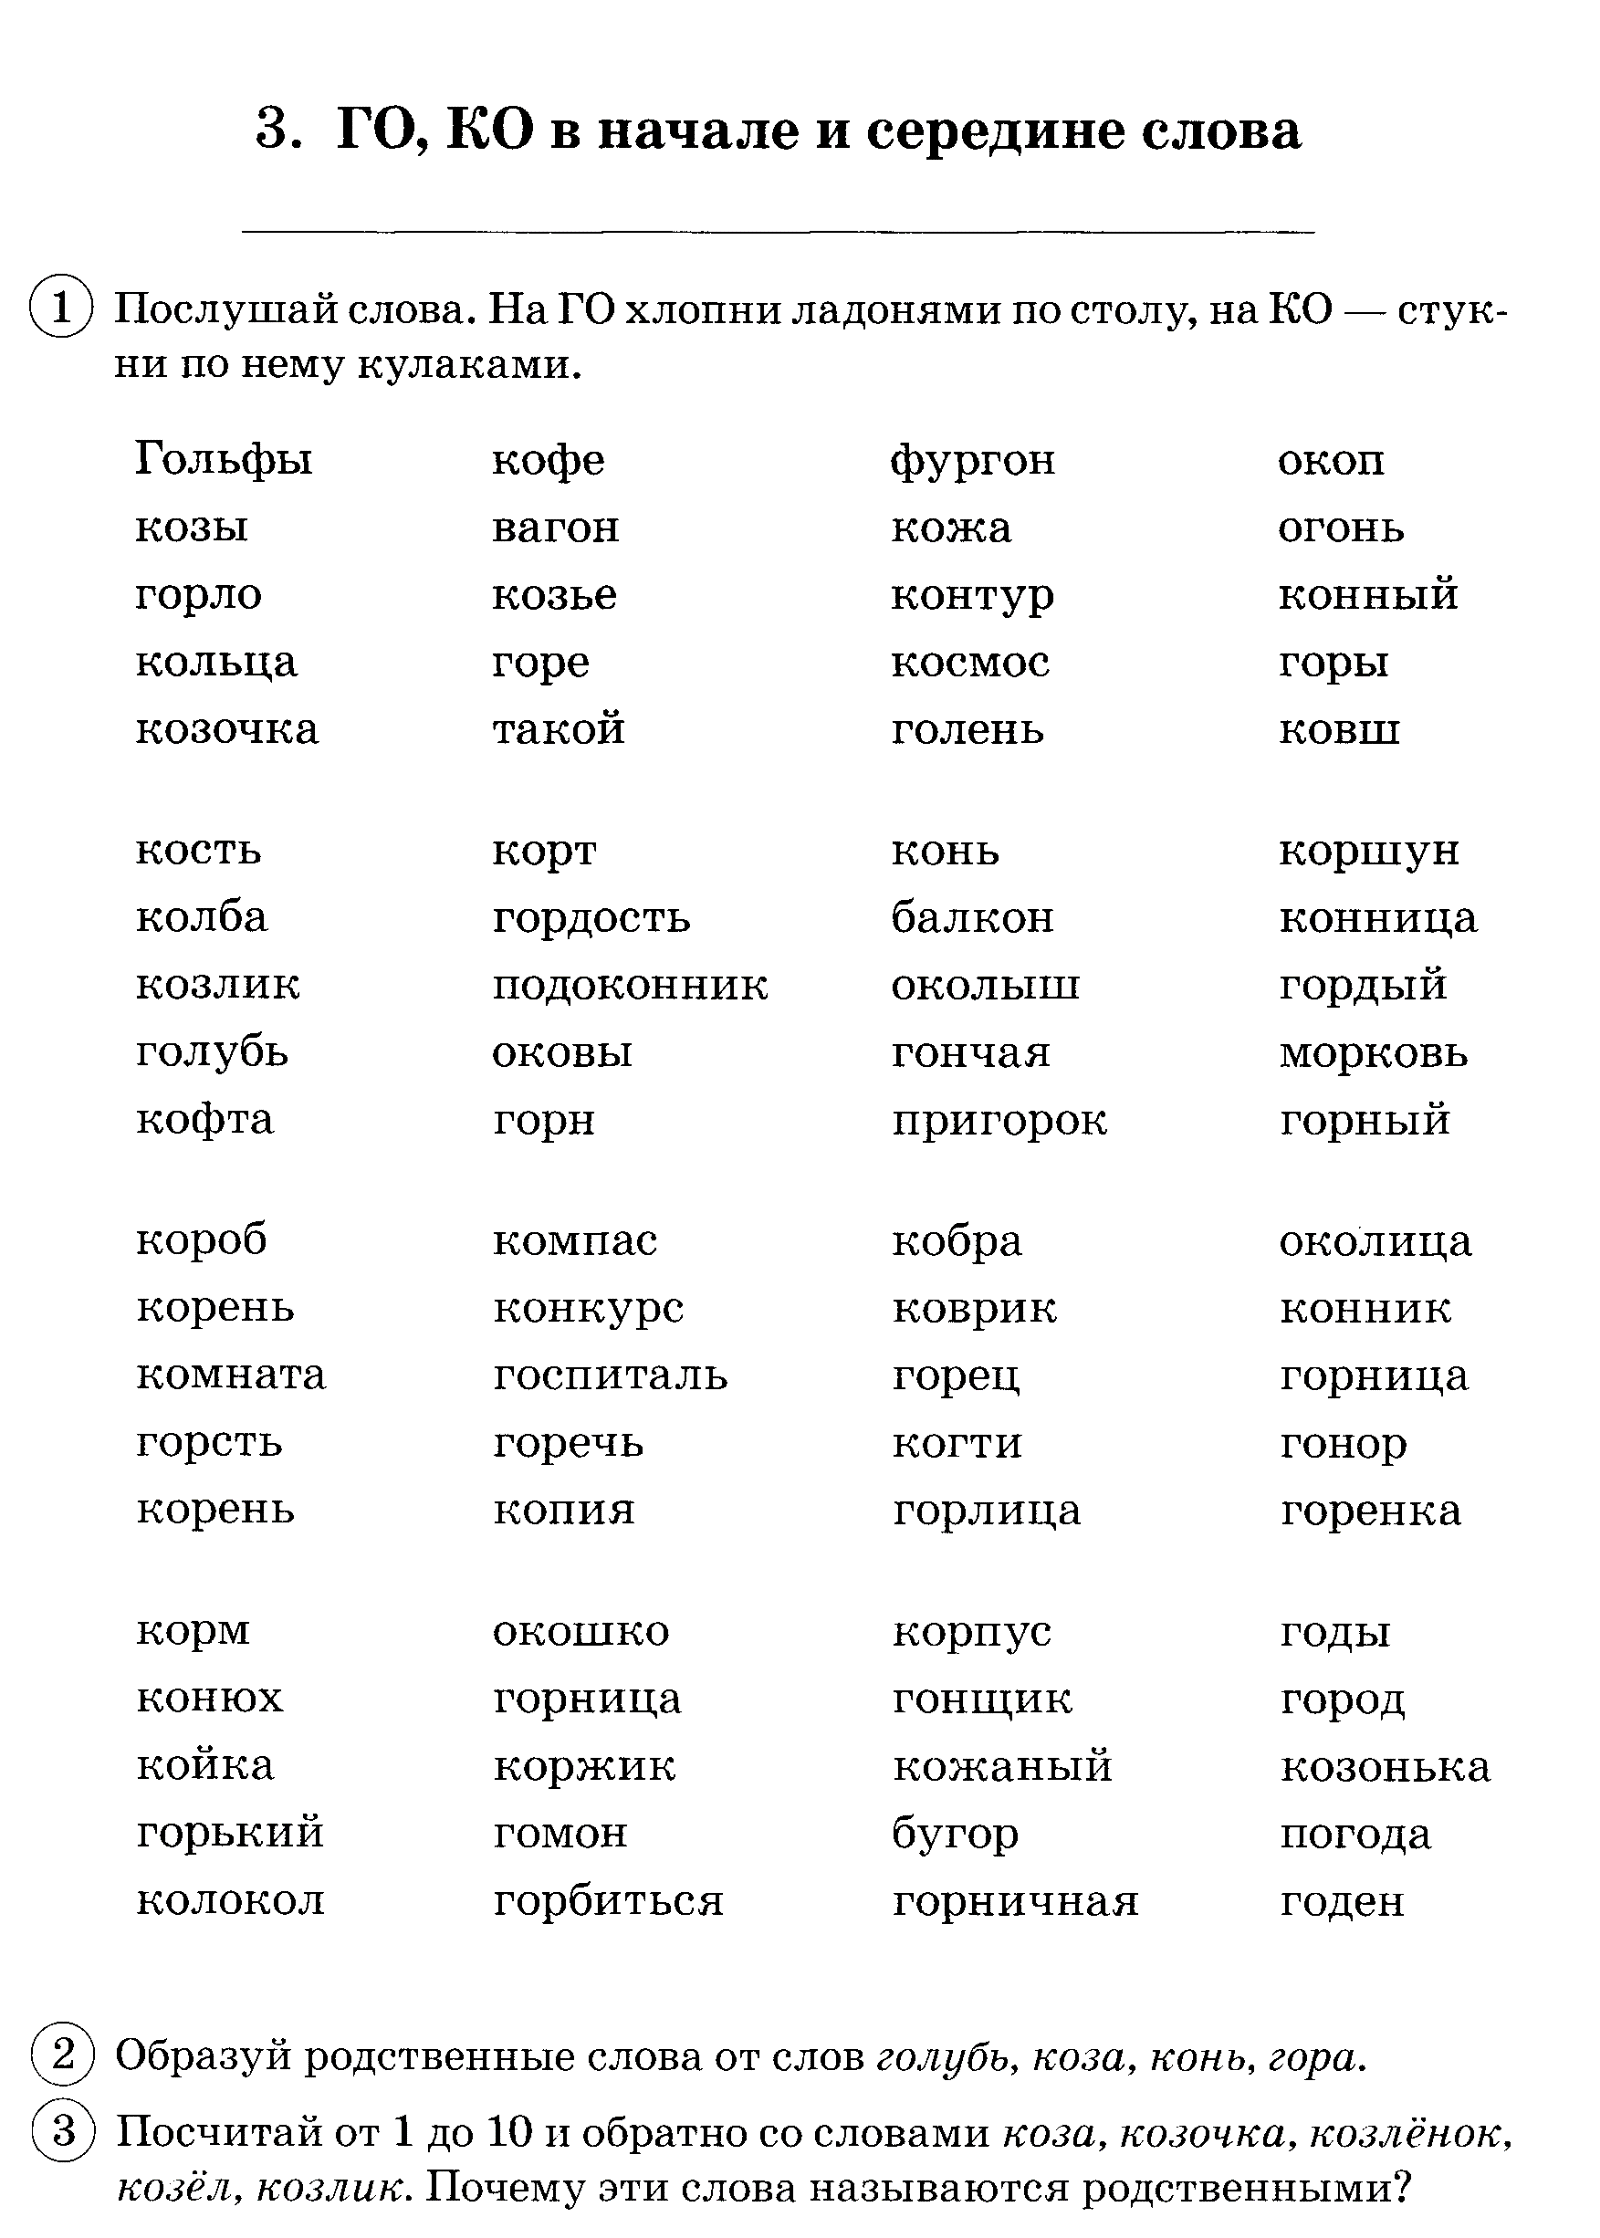 3. ГО, КО в начале и середине слова
1 Послушай слова. На ГО хлопни ладонями по столу, на КО — стук-
ни по нему кулаками.
Гольфы кофе фургон окоп
козы вагон кожа огонь
горло козье контур конный
кольца горе космос горы
козочка такой голень ковш
кость корт конь коршун
колба гордость балкон конница
козлик подоконник околыш гордый
голубь оковы гончая морковь
кофта горн пригорок горный
короб компас кобра околица
корень конкурс коврик конник
комната госпиталь горец горница
горсть горечь когти гонор
корень копия горлица горенка
корм окошко корпус годы
конюх горница гонщик город
койка коржик кожаный козонька
горький гомон бугор погода
колокол горбиться горничная годен
2 Образуй родственные слова от слов голубь, коза, конь, гора.
3 Посчитай от 1 до 10 и обратно со словами коза, козочка, козлёнок,
козёл, козлик. Почему эти слова называются родственными?